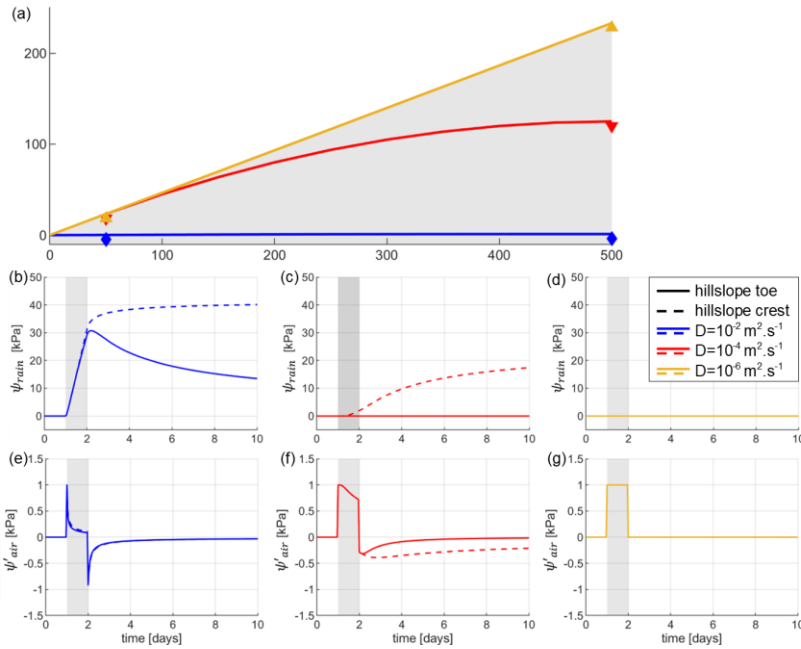 (a)
200
100
0
0 100 200 300 400 500
(b) (c) (d)
50 50 50
40 40 40
30 30 30
20 20 20
10 10 10
0 0 0
ψrain [kPa] ψrain [kPa] ψrain [kPa]
0 2 4 6 8 10 0 2 4 6 8 10 0 2 4 6 8 10
hillslope toe
hillslope crest
D=10⁻² m².s⁻¹
D=10⁻⁴ m².s⁻¹
D=10⁻⁶ m².s⁻¹
(e) (f) (g)
1.5 1.5 1.5
1 1 1
0.5 0.5 0.5
0 0 0
-0.5 -0.5 -0.5
-1 -1 -1
-1.5 -1.5 -1.5
ψ'air [kPa] ψ'air [kPa] ψ'air [kPa]
0 2 4 6 8 10 0 2 4 6 8 10 0 2 4 6 8 10
time [days] time [days] time [days]